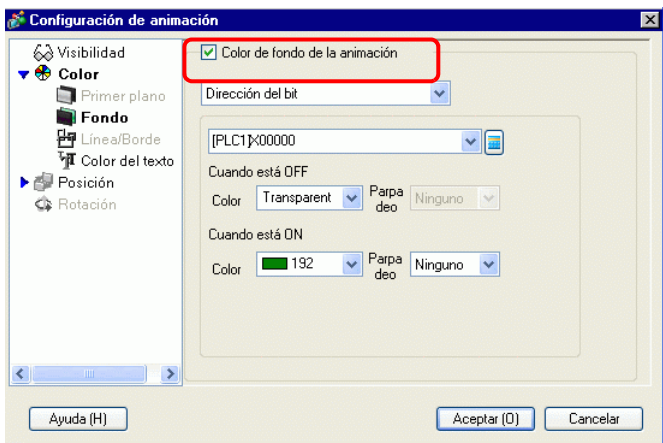 Configuración de animación
Visibilidad
Color
Primer plano
Fondo
Línea/Borde
Color del texto
Posición
Rotación
Color de fondo de la animación
Dirección del bit
[PLC1]X00000
Cuando está OFF
Color Transparent Parpa deo Ninguno
Cuando está ON
Color 192 Parpa deo Ninguno
Ayuda (H) Aceptar (O) Cancelar